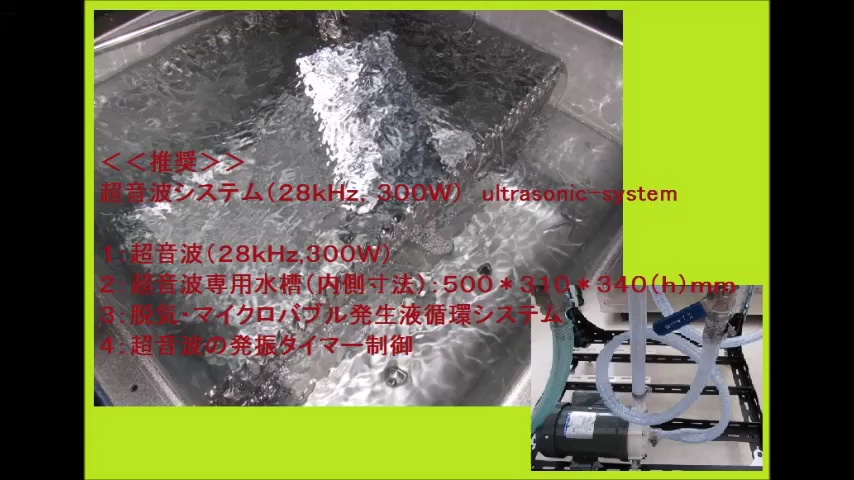 ＜＜推奨＞＞
超音波システム（２８ｋＨｚ，３００Ｗ） ultrasonic-system
１：超音波（２８ｋＨｚ,３００Ｗ）
２：超音波専用水槽（内側寸法）：５００＊３１０＊３４０（ｈ）ｍｍ
３：脱気・マイクロバブル発生液循環システム
４：超音波の発振タイマー制御